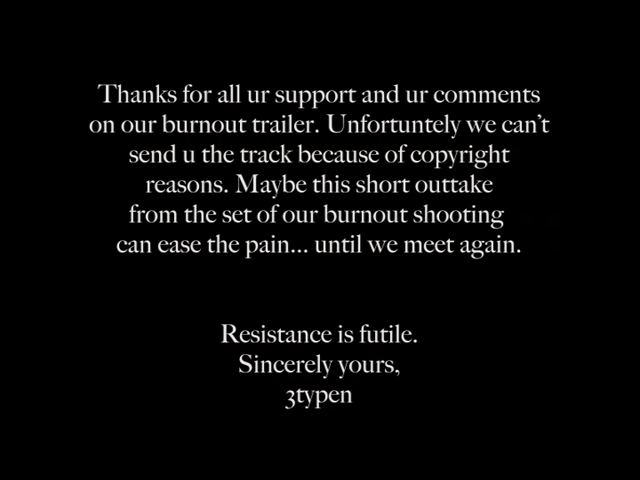 Thanks for all ur support and ur comments
on our burnout trailer. Unfortuntely we can't
send u the track because of copyright
reasons. Maybe this short outtake
from the set of our burnout shooting
can ease the pain... until we meet again.
Resistance is futile.
Sincerely yours,
3typen